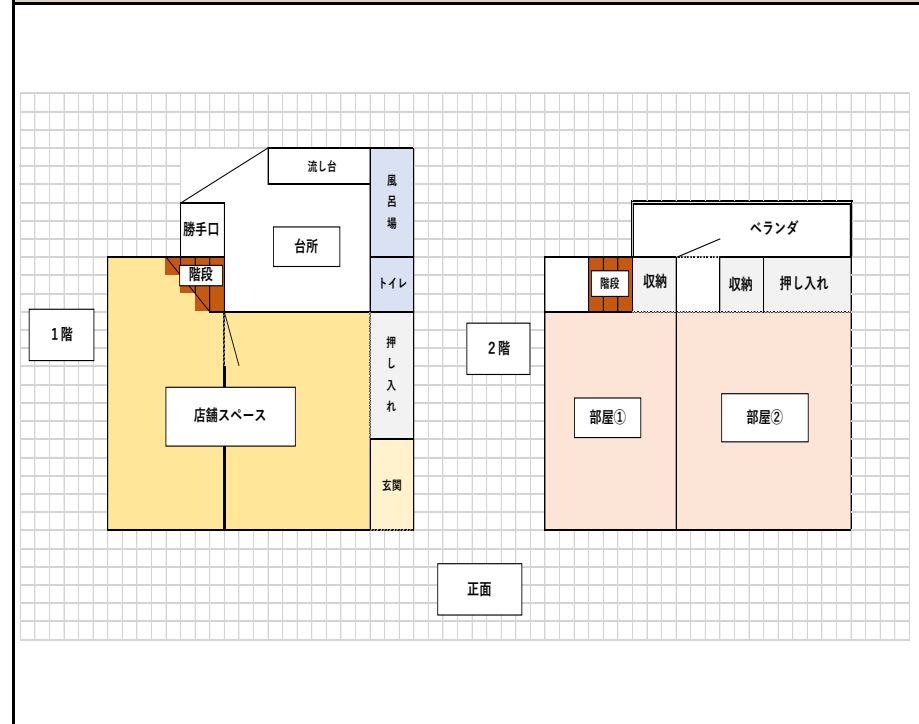 流し台
風呂場
勝手口
台所
階段
トイレ
１階
押し入れ
店舗スペース
玄関
ベランダ
階段
収納
収納
押し入れ
２階
部屋①
部屋②
正面